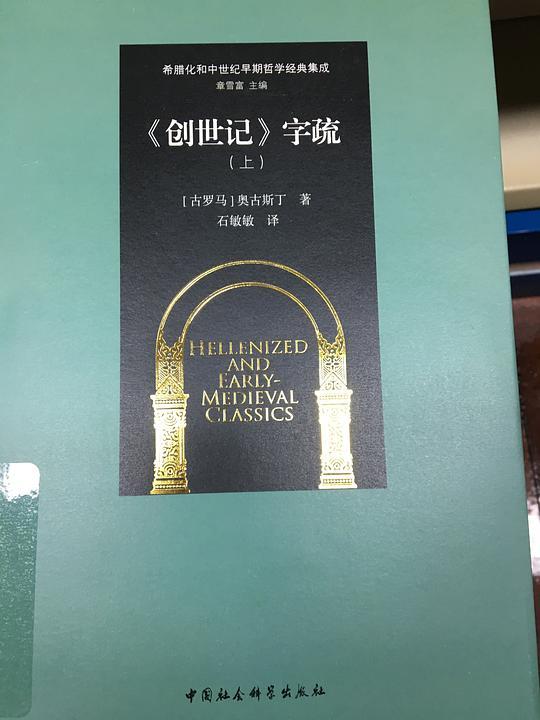 希腊化和中世纪早期哲学经典集成
章雪富 主编
《创世记》字疏
（上）
［古罗马］奥古斯丁 著
石敏敏 译
HELLENIZED
AND
EARLY-
MEDIEVAL
CLASSICS
中国社会科学出版社